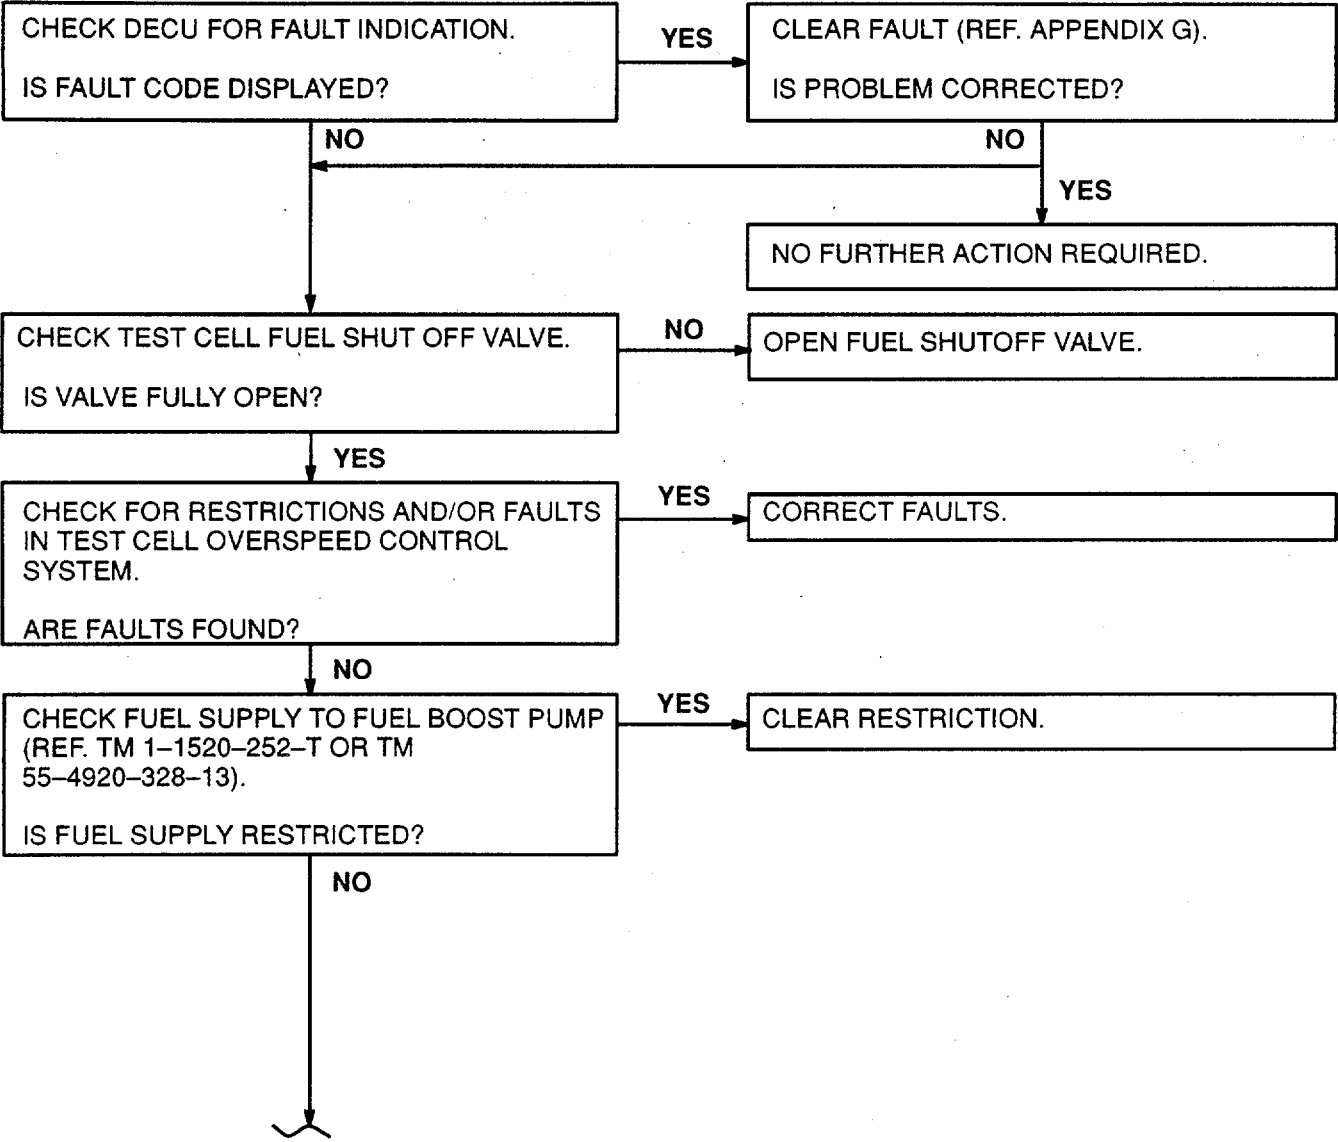 CHECK DECU FOR FAULT INDICATION.
IS FAULT CODE DISPLAYED?
YES
CLEAR FAULT (REF. APPENDIX G).
IS PROBLEM CORRECTED?
NO
NO
YES
NO FURTHER ACTION REQUIRED.
CHECK TEST CELL FUEL SHUT OFF VALVE.
IS VALVE FULLY OPEN?
NO
OPEN FUEL SHUTOFF VALVE.
YES
CHECK FOR RESTRICTIONS AND/OR FAULTS
IN TEST CELL OVERSPEED CONTROL
SYSTEM.
ARE FAULTS FOUND?
YES
CORRECT FAULTS.
NO
CHECK FUEL SUPPLY TO FUEL BOOST PUMP
(REF. TM 1–1520–252–T OR TM
55–4920–328–13).
IS FUEL SUPPLY RESTRICTED?
YES
CLEAR RESTRICTION.
NO